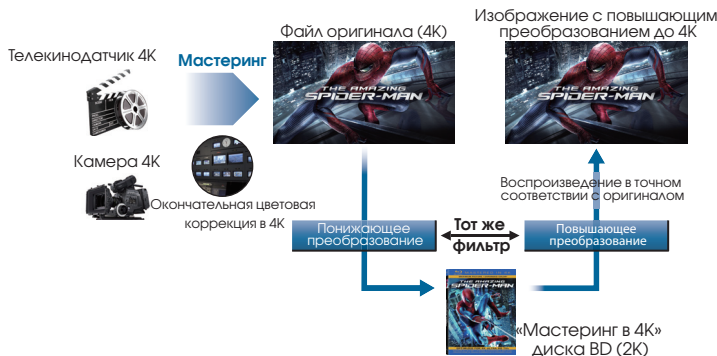 Телекинодатчик 4K
Мастеринг
Камера 4K
Окончательная цветовая
коррекция в 4K
Файл оригинала (4K)
THE AMAZING
SPIDER-MAN
Изображение с повышающим
преобразованием до 4K
THE AMAZING
SPIDER-MAN
Воспроизведение в точном
соответствии с оригиналом
Понижающее
преобразование
Тот же
фильтр
Повышающее
преобразование
THE AMAZING
SPIDER-MAN
«Мастеринг в 4K»
диска BD (2K)